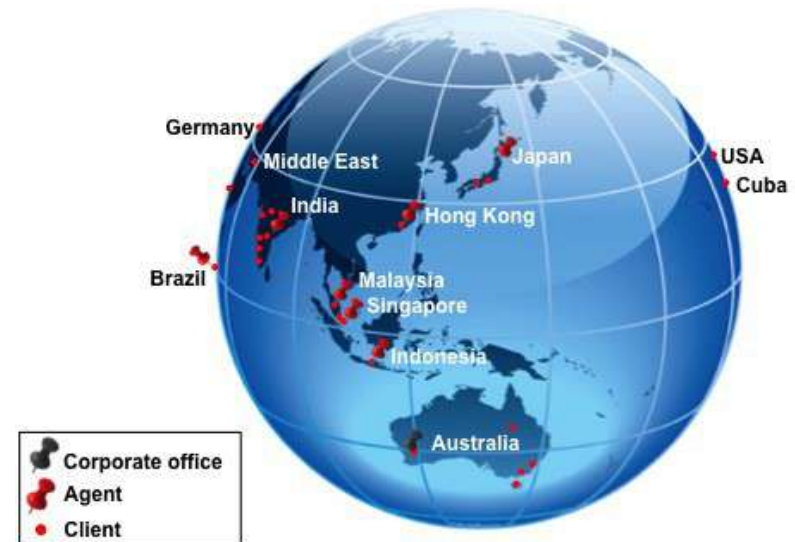 Germany
Middle East
Japan
USA
Cuba
India
Hong Kong
Brazil
Malaysia
Singapore
Indonesia
Australia
Corporate office
Agent
Client